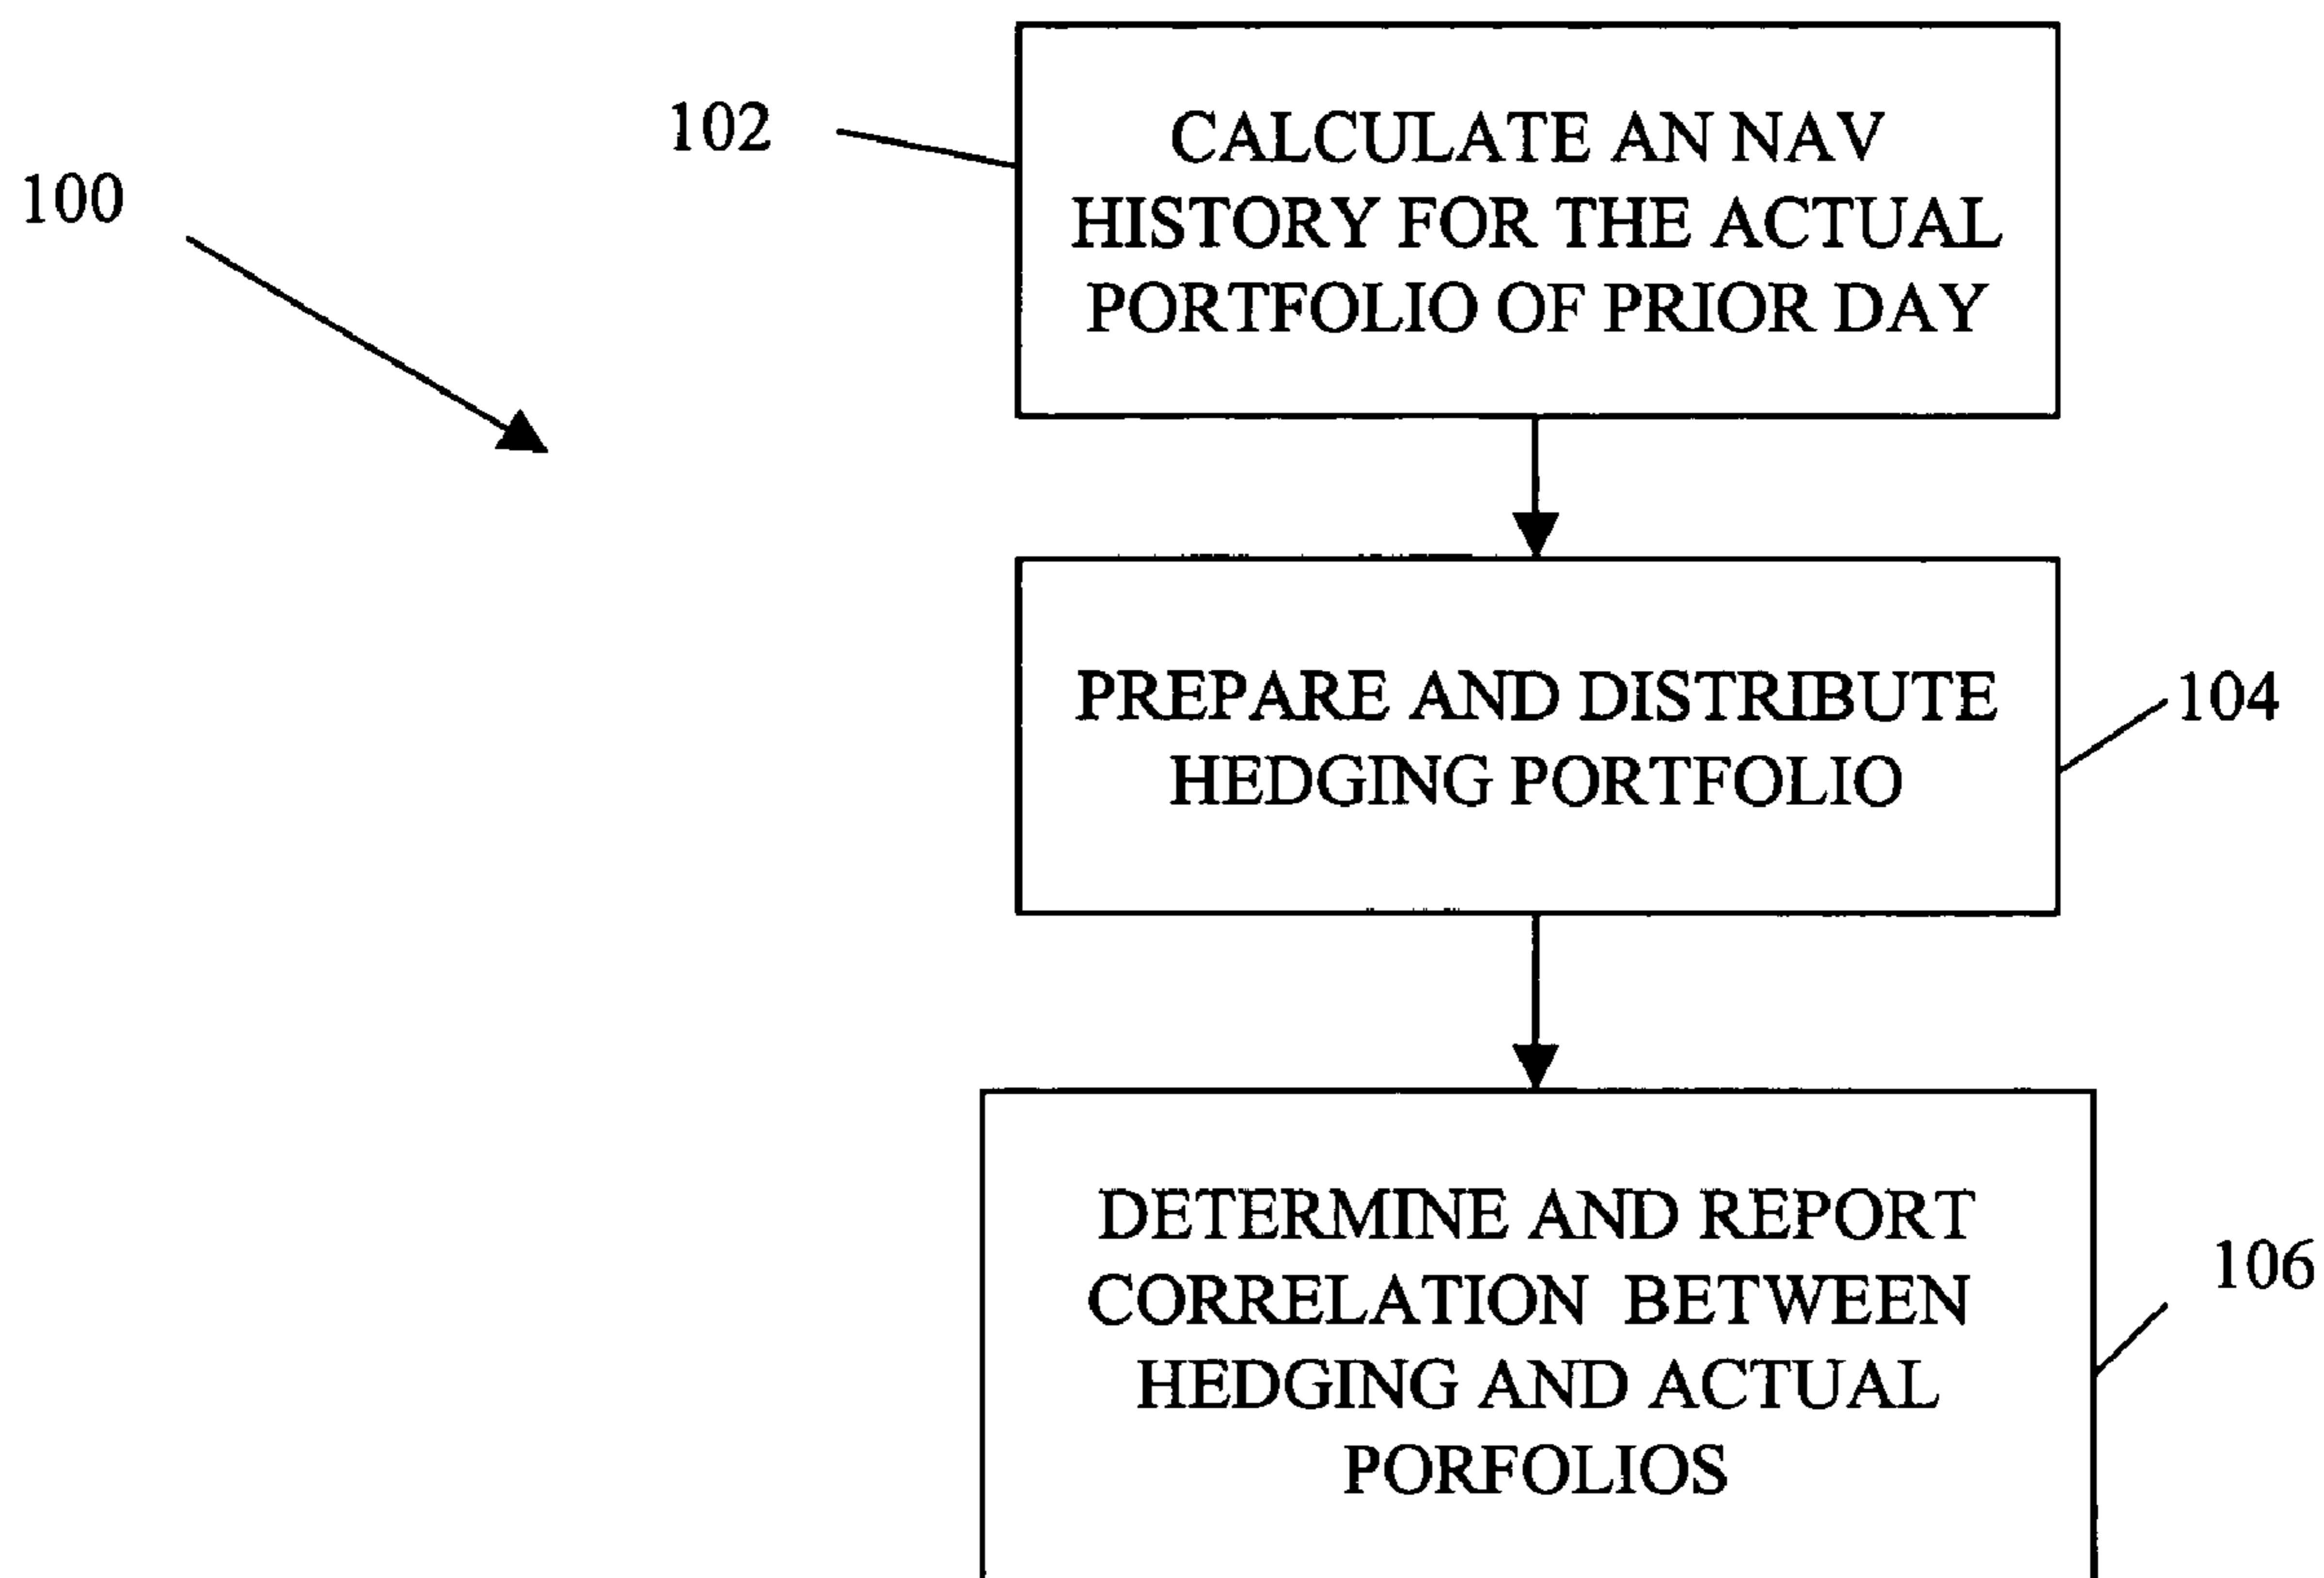 102
100
CALCULATE AN NAV
HISTORY FOR THE ACTUAL
PORTFOLIO OF PRIOR DAY
PREPARE AND DISTRIBUTE
HEDGING PORTFOLIO
104
DETERMINE AND REPORT
CORRELATION BETWEEN
HEDGING AND ACTUAL
PORFOLIOS
106